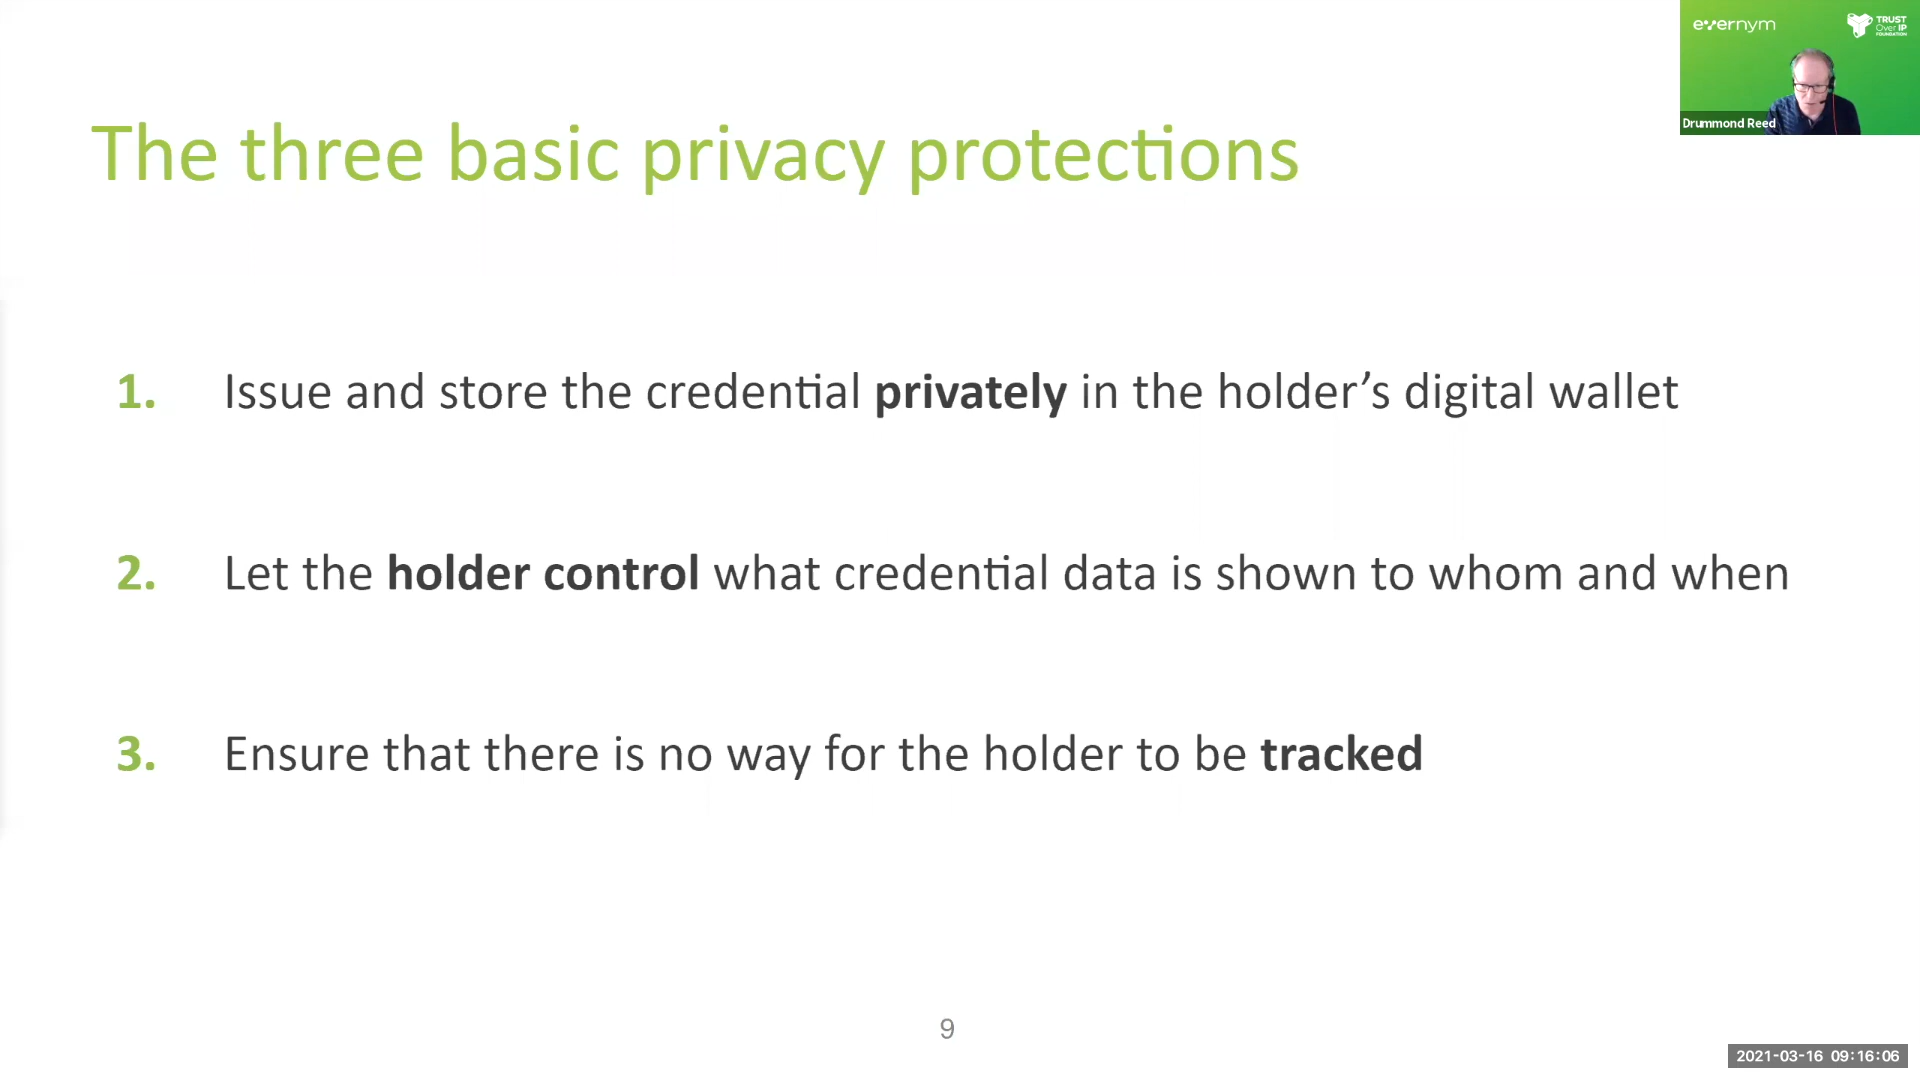 evernym
TRUST
Over IP
FOUNDATION
Drummond Reed
The three basic privacy protections
1. Issue and store the credential privately in the holder’s digital wallet
2. Let the holder control what credential data is shown to whom and when
3. Ensure that there is no way for the holder to be tracked
9
2021-03-16 09:16:06